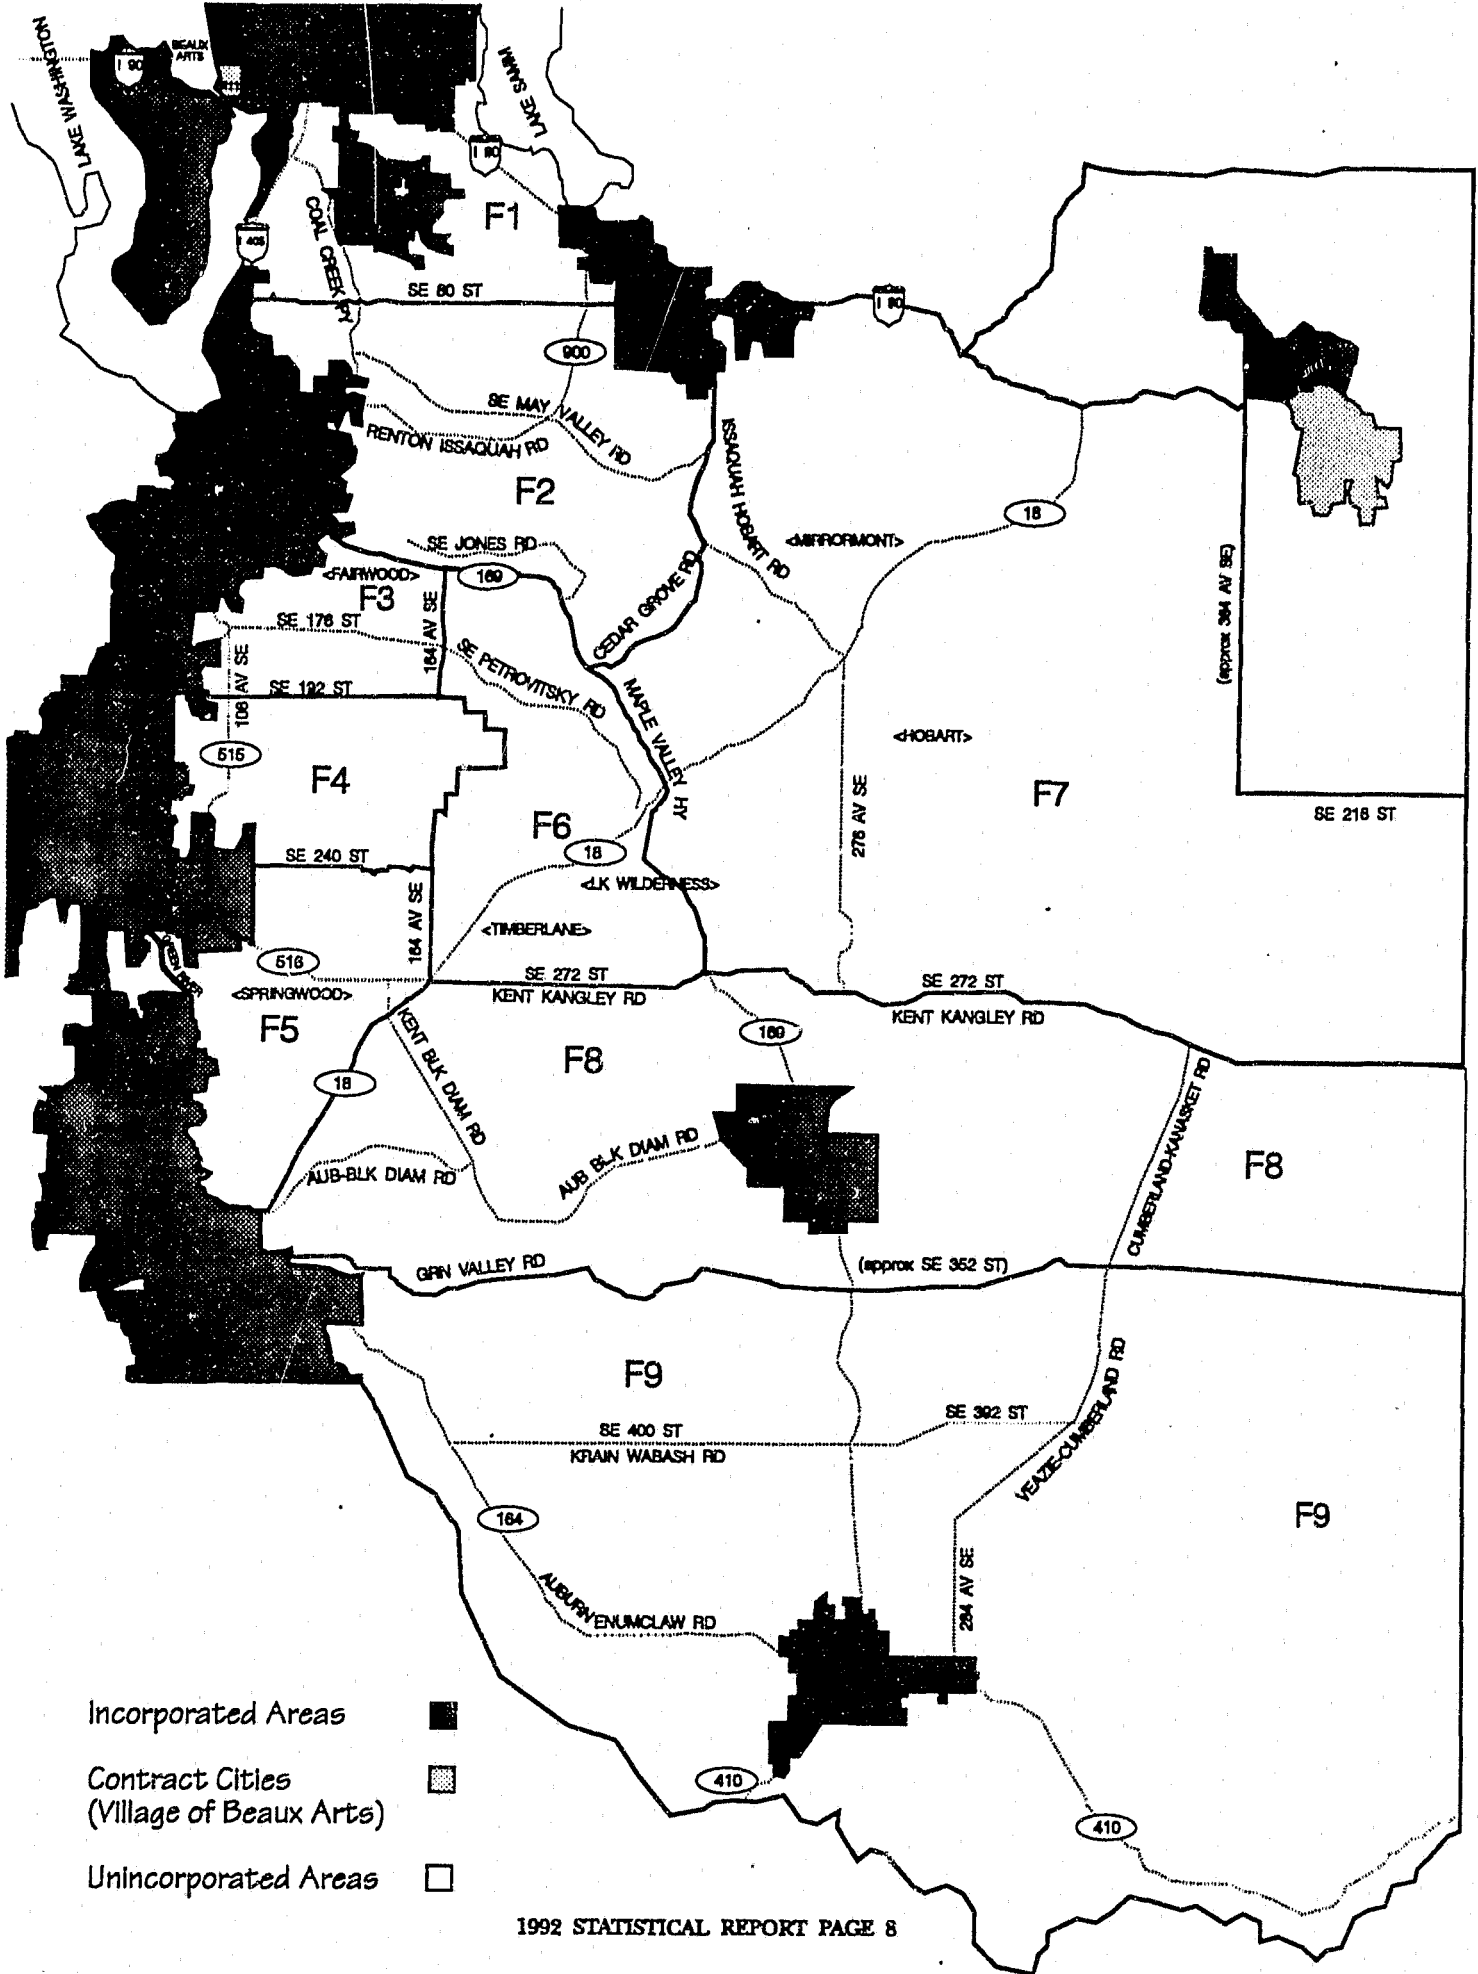 LAKE WASHINGTON
I 90
BEAUX
ARTS
LAKE SAMM
I 90
F1
COAL CREEK PY
I 405
SE 80 ST
I 90
900
SE MAY VALLEY RD
RENTON ISSAQUAH RD
F2
ISSAQUAH HOBART RD
18
<MIRRORMONT>
SE JONES RD
<FAIRWOOD>
169
F3
CEDAR GROVE RD
(approx 384 AV SE)
SE 176 ST
164 AV SE
SE PETROVITSKY RD
108 AV SE
SE 192 ST
MAPLE VALLEY HY
<HOBART>
515
F4
F7
276 AV SE
SE 216 ST
F6
18
SE 240 ST
<LK WILDERNESS>
164 AV SE
<TIMBERLANE>
GREEN RIVER
516
SE 272 ST
SE 272 ST
<SPRINGWOOD>
KENT KANGLEY RD
KENT KANGLEY RD
F5
169
KENT BLK DIAM RD
F8
18
CUMBERLAND-KANASKET RD
AUB BLK DIAM RD
F8
AUB-BLK DIAM RD
GRN VALLEY RD
(approx SE 352 ST)
F9
VEAZIE-CUMBERLAND RD
SE 392 ST
SE 400 ST
KRAIN WABASH RD
164
F9
284 AV SE
AUBURN ENUMCLAW RD
Incorporated Areas
Contract Cities
(Village of Beaux Arts)
410
410
Unincorporated Areas
1992 STATISTICAL REPORT PAGE 8